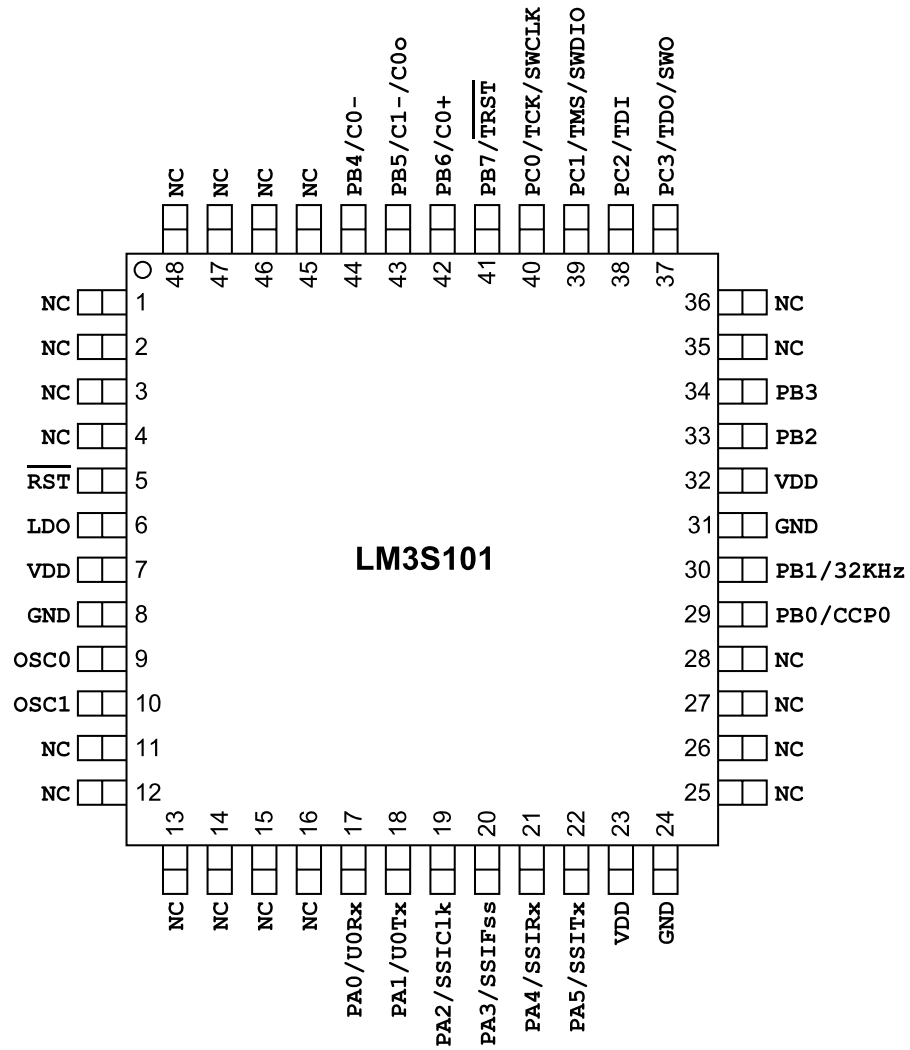 NC
NC
NC
NC
PB4/C0-
PB5/C1-/C0o
PB6/C0+
PB7/TRST
PC0/TCK/SWCLK
PC1/TMS/SWDIO
PC2/TDI
PC3/TDO/SWO
48
47
46
45
44
43
42
41
40
39
38
37
NC 1
NC 2
NC 3
NC 4
RST 5
LDO 6
VDD 7
GND 8
OSC0 9
OSC1 10
NC 11
NC 12
LM3S101
36 NC
35 NC
34 PB3
33 PB2
32 VDD
31 GND
30 PB1/32KHz
29 PB0/CCP0
28 NC
27 NC
26 NC
25 NC
13
14
15
16
17
18
19
20
21
22
23
24
NC
NC
NC
NC
PA0/U0Rx
PA1/U0Tx
PA2/SSIClk
PA3/SSIFss
PA4/SSIRx
PA5/SSITx
VDD
GND